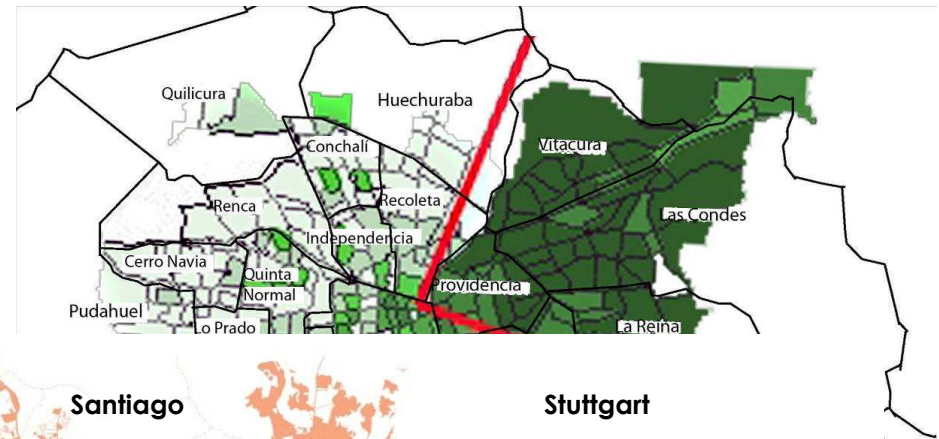 Quilicura
Huechuraba
Conchalí
Vitacura
Recoleta
Renca
Las Condes
Independencia
Cerro Navia
Quinta
Normal
Providencia
Pudahuel
Lo Prado
La Reina
Santiago
Stuttgart